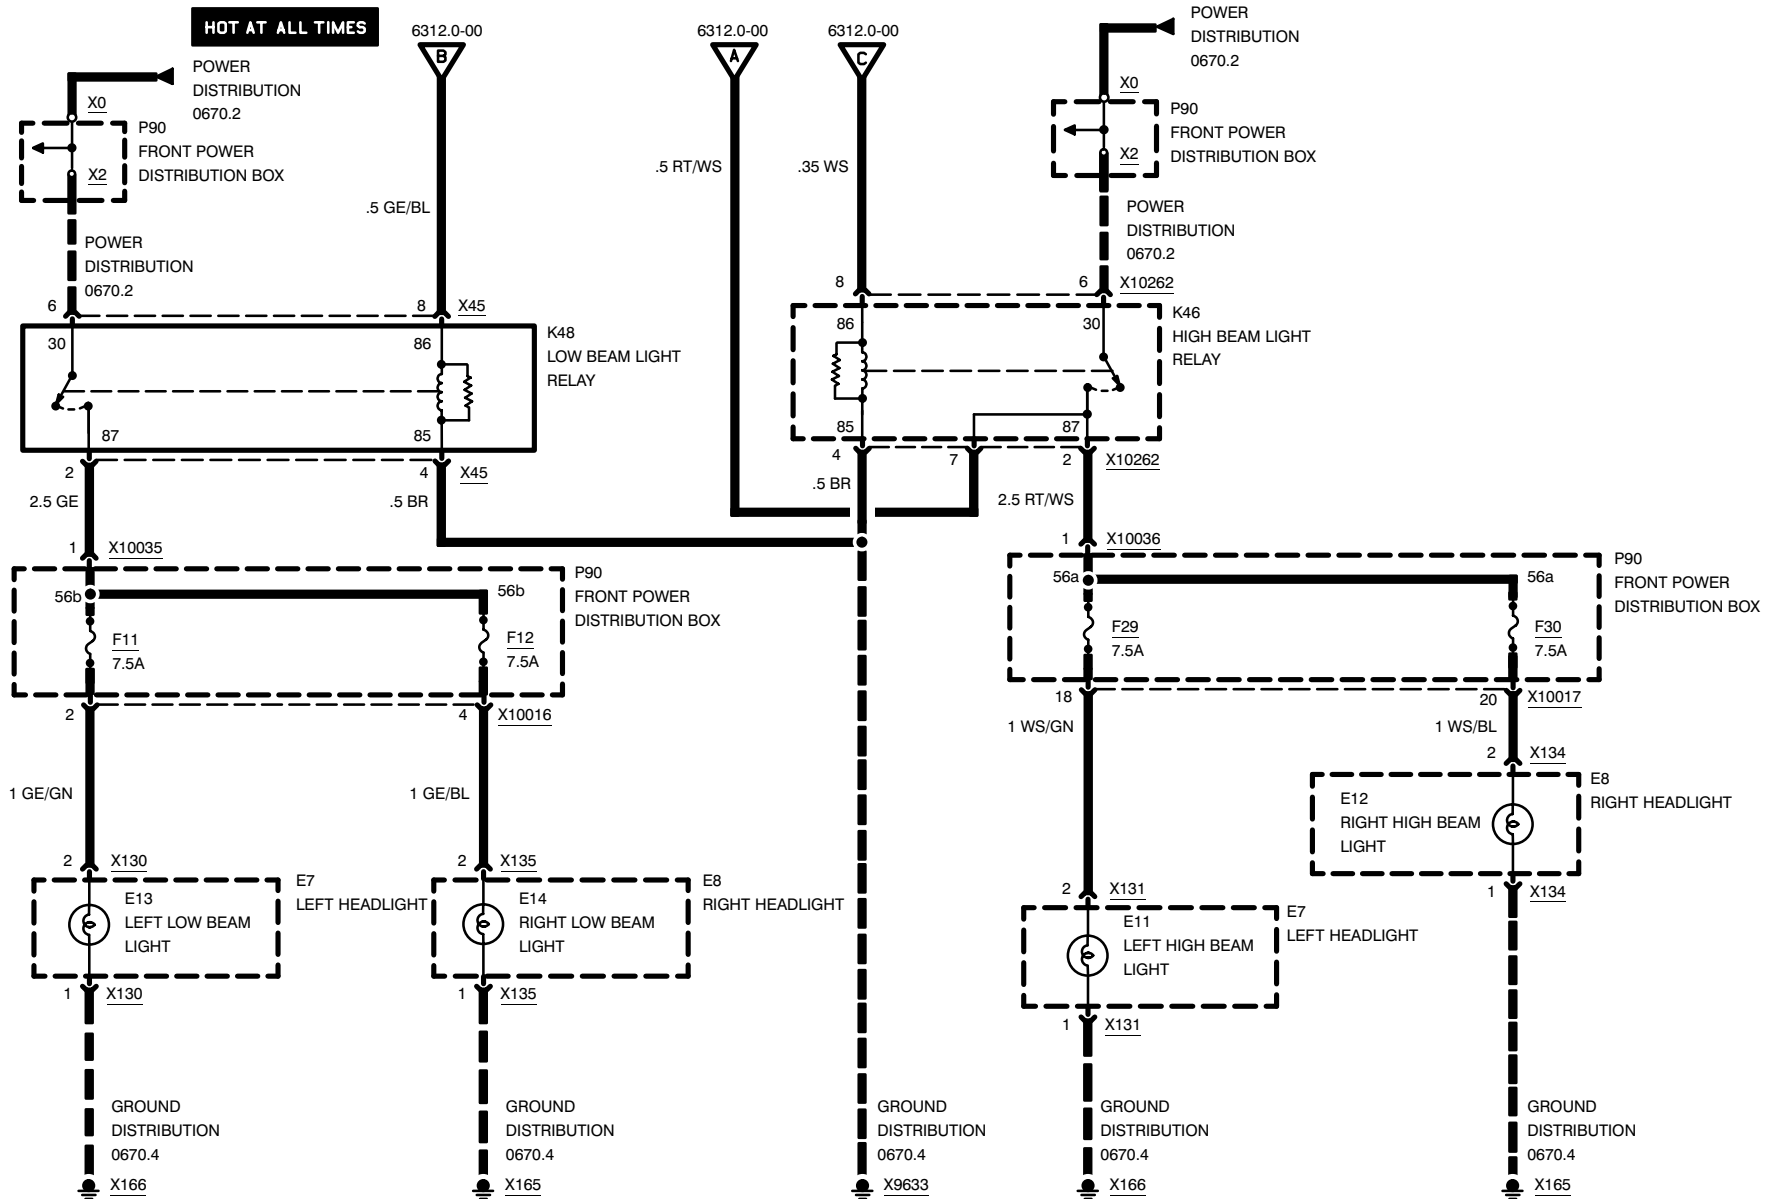 HOT AT ALL TIMES
6312.0-00
6312.0-00
6312.0-00
B
A
C
POWER
DISTRIBUTION
0670.2
POWER
DISTRIBUTION
0670.2
X0
P90
FRONT POWER
DISTRIBUTION BOX
X2
X0
P90
FRONT POWER
DISTRIBUTION BOX
X2
.5 GE/BL
.5 RT/WS
.35 WS
POWER
DISTRIBUTION
0670.2
POWER
DISTRIBUTION
0670.2
6
8
X45
8
6
X10262
30
86
K48
LOW BEAM LIGHT
RELAY
87
85
86
30
K46
HIGH BEAM LIGHT
RELAY
85
87
2
4
X45
4
7
2
X10262
2.5 GE
.5 BR
.5 BR
2.5 RT/WS
1
X10035
1
X10036
56b
56b
P90
FRONT POWER
DISTRIBUTION BOX
F11
7.5A
F12
7.5A
56a
56a
P90
FRONT POWER
DISTRIBUTION BOX
F29
7.5A
F30
7.5A
2
4
X10016
18
20
X10017
1 GE/GN
1 GE/BL
1 WS/GN
1 WS/BL
2
X134
E12
RIGHT HIGH BEAM
LIGHT
E8
RIGHT HEADLIGHT
1
X134
2
X130
2
X135
2
X131
E13
LEFT LOW BEAM
LIGHT
E7
LEFT HEADLIGHT
E14
RIGHT LOW BEAM
LIGHT
E8
RIGHT HEADLIGHT
E11
LEFT HIGH BEAM
LIGHT
E7
LEFT HEADLIGHT
1
X130
1
X135
1
X131
GROUND
DISTRIBUTION
0670.4
X166
GROUND
DISTRIBUTION
0670.4
X165
GROUND
DISTRIBUTION
0670.4
X9633
GROUND
DISTRIBUTION
0670.4
X166
GROUND
DISTRIBUTION
0670.4
X165